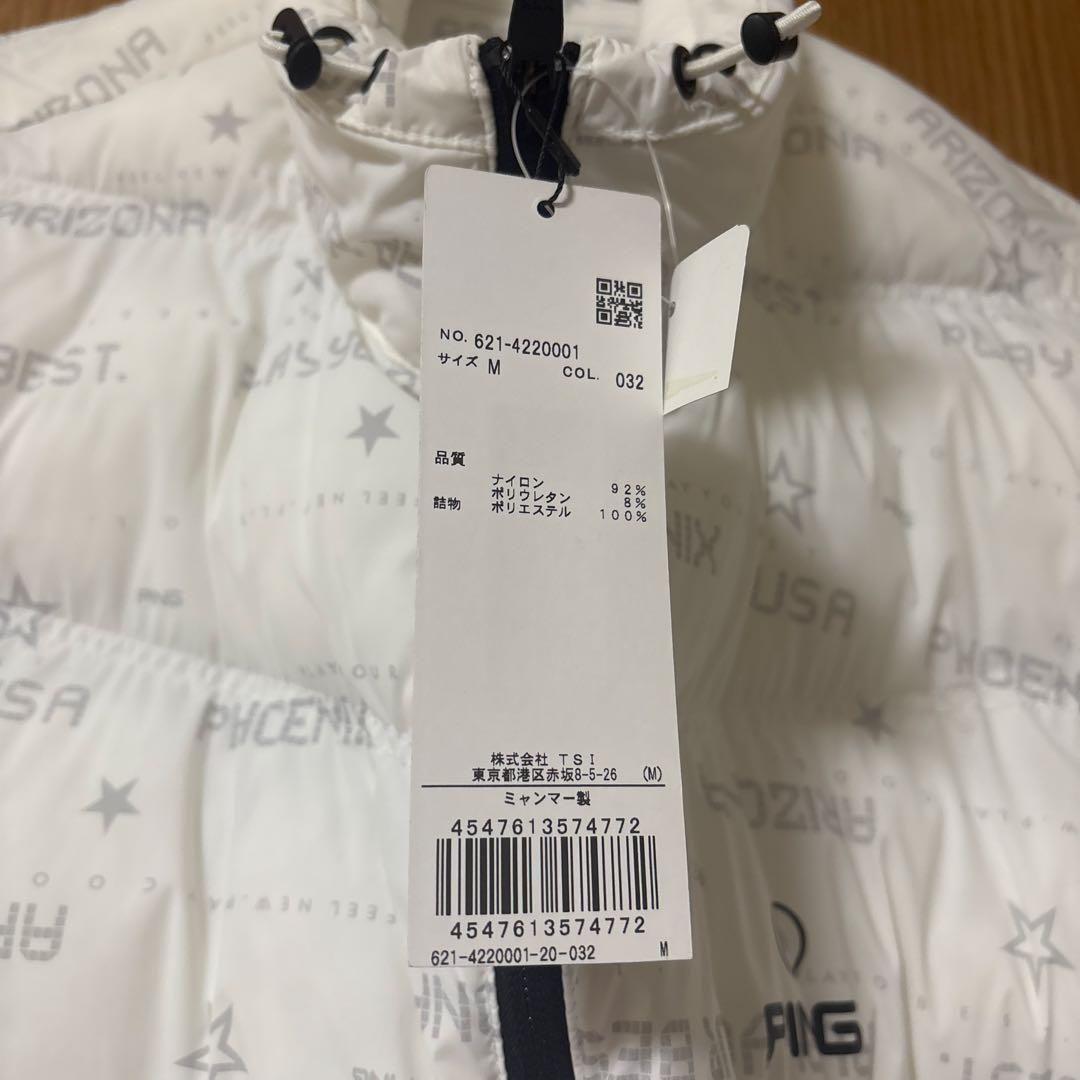 ARIZONA
ARIZONA
ARIZONA
BEST.
BEST.
PLAY
NO. 621-4220001
サイズ M COL. 032
品質
ナイロン 92%
ポリウレタン 8%
詰物 ポリエステル 100%
USA
PHOENIX
USA
PHOENIX
株式会社 TSI
東京都港区赤坂8-5-26 (M)
ミャンマー製
4547613574772
4547613574772
621-4220001-20-032 M
ARIZONA
FEEL NEW.
PING